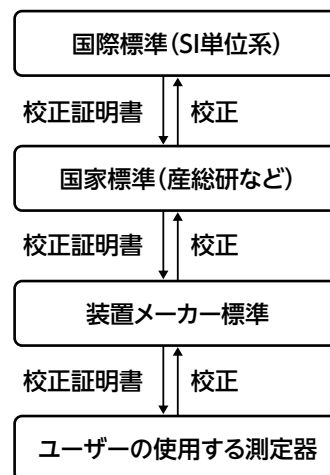 国際標準(SI単位系)
校正証明書 校正
国家標準(産総研など)
校正証明書 校正
装置メーカー標準
校正証明書 校正
ユーザーの使用する測定器